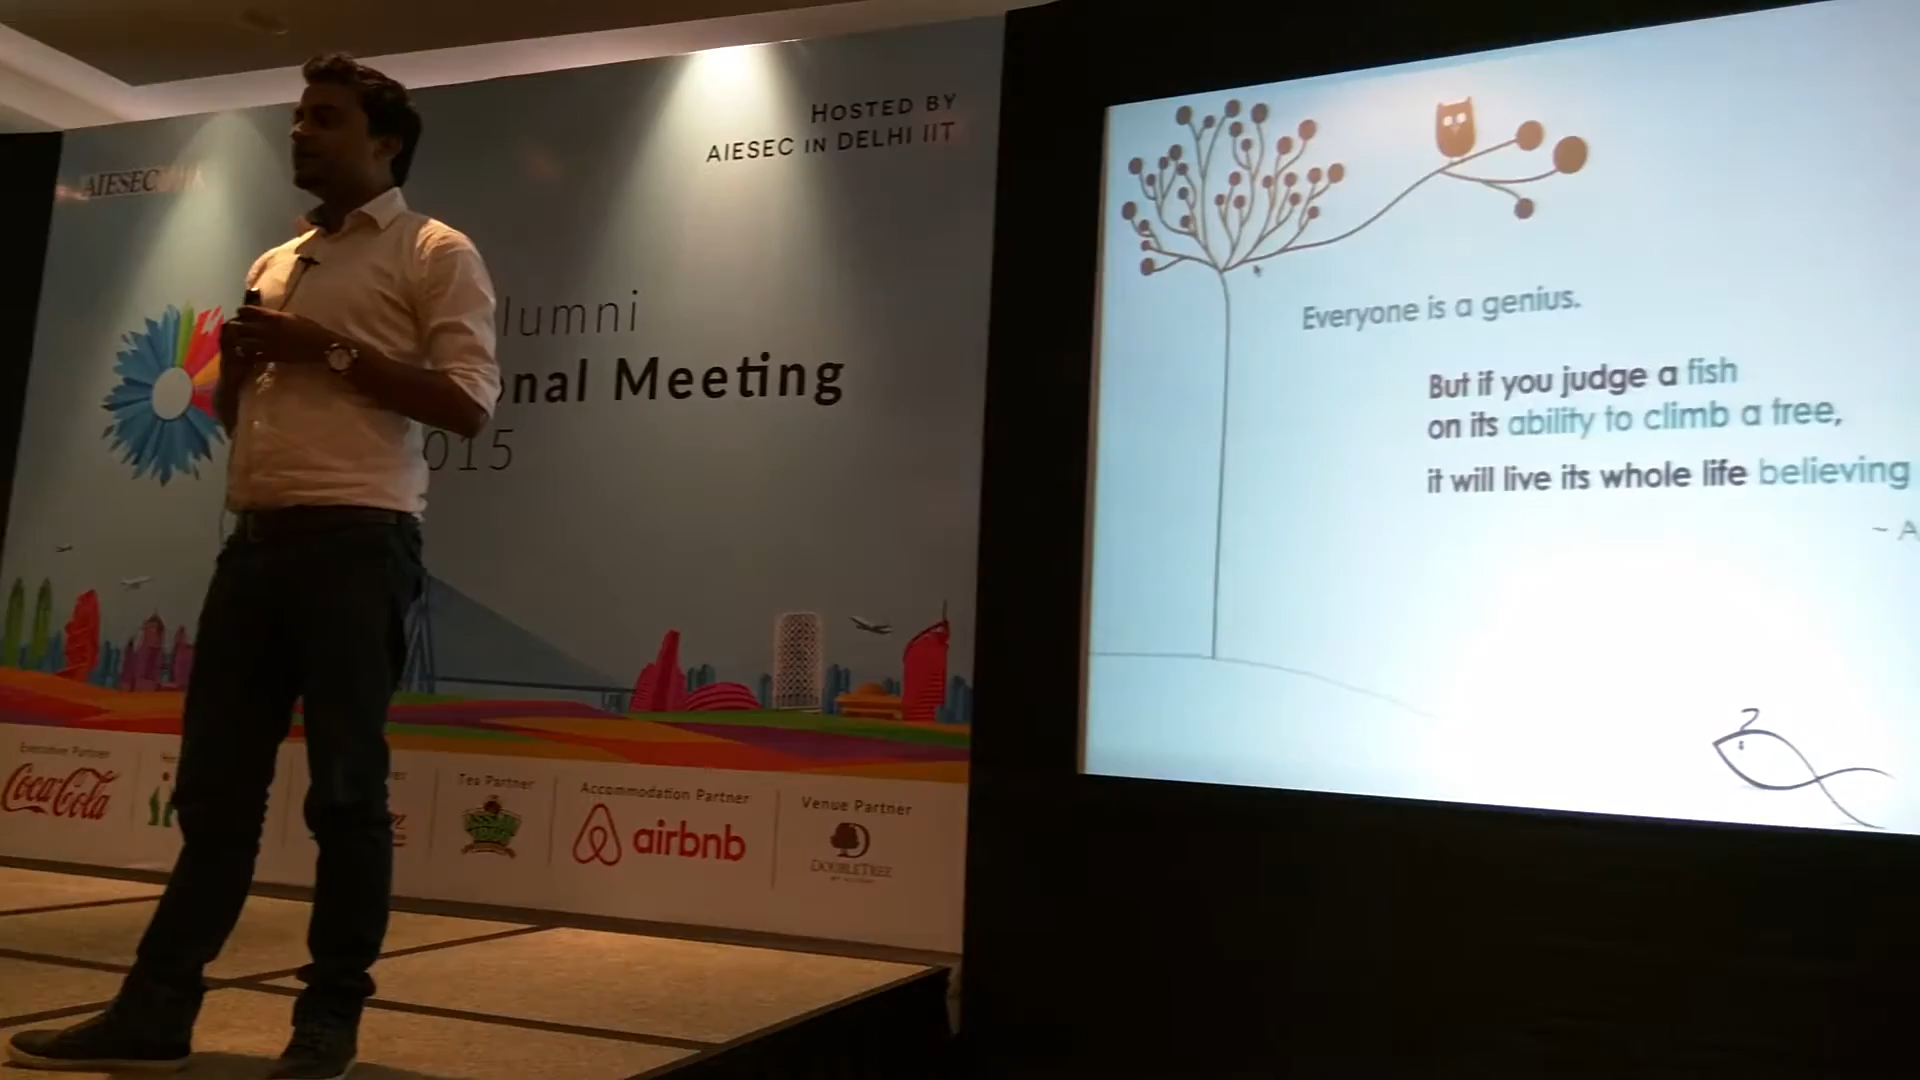 HOSTED BY
AIESEC IN DELHI IIT
AIESEC
lumni
onal Meeting
015
Executive Partner
Coca-Cola
Tea Partner
Accommodation Partner
airbnb
Venue Partner
DOUBLETREE
Everyone is a genius.
But if you judge a fish
on its ability to climb a tree,
it will live its whole life believing
~ A